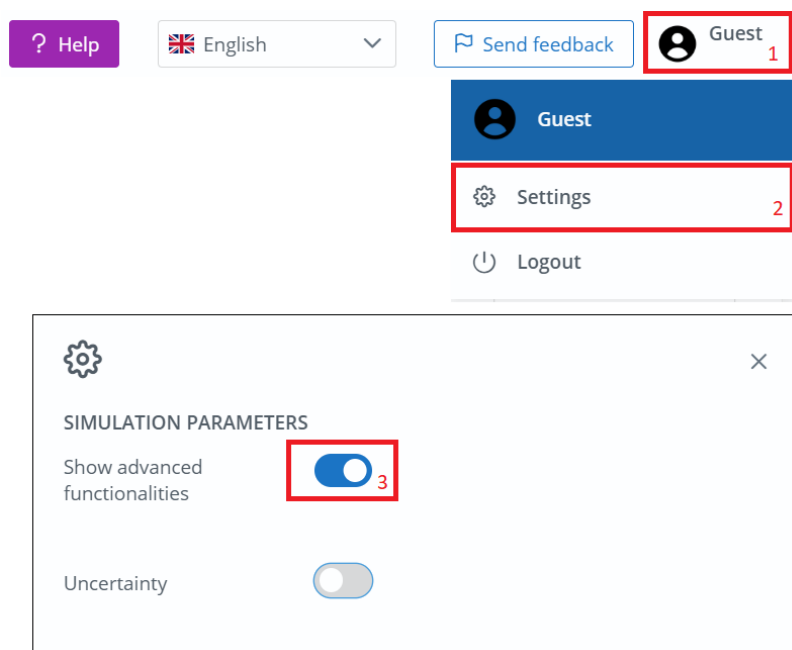 ? Help
English
Send feedback
Guest
1
Guest
Settings
2
Logout
SIMULATION PARAMETERS
Show advanced
functionalities
3
Uncertainty